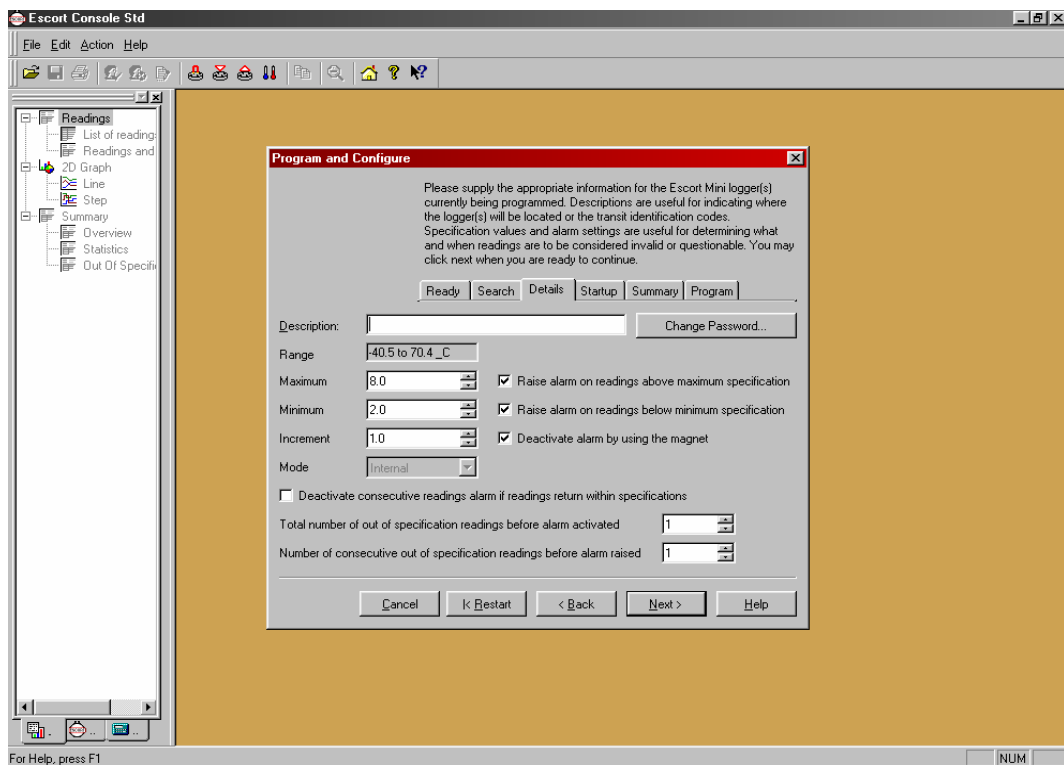 Escort Console Std
File Edit Action Help
Readings
List of reading
Readings and
2D Graph
Line
Step
Summary
Overview
Statistics
Out Of Specifi
Program and Configure
Please supply the appropriate information for the Escort Mini logger(s)
currently being programmed. Descriptions are useful for indicating where
the logger(s) will be located or the transit identification codes.
Specification values and alarm settings are useful for determining what
and when readings are to be considered invalid or questionable. You may
click next when you are ready to continue.
Ready Search Details Startup Summary Program
Description: Change Password...
Range -40.5 to 70.4 _C
Maximum 8.0 Raise alarm on readings above maximum specification
Minimum 2.0 Raise alarm on readings below minimum specification
Increment 1.0 Deactivate alarm by using the magnet
Mode Internal
Deactivate consecutive readings alarm if readings return within specifications
Total number of out of specification readings before alarm activated 1
Number of consecutive out of specification readings before alarm raised 1
Cancel |< Restart < Back Next > Help
For Help, press F1 NUM